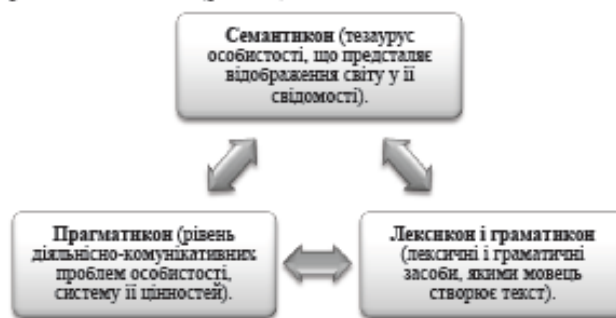 Семантикон (тезаурус
особистості, що предсталяє
відображення світу у її
свідомості).
Прагматикон (рівень
діяльнісно-комунікативних
проблем особистості,
систему її цінностей).
Лексикон і граматикон
(лексичні і граматичні
засоби, якими мовець
створює текст).